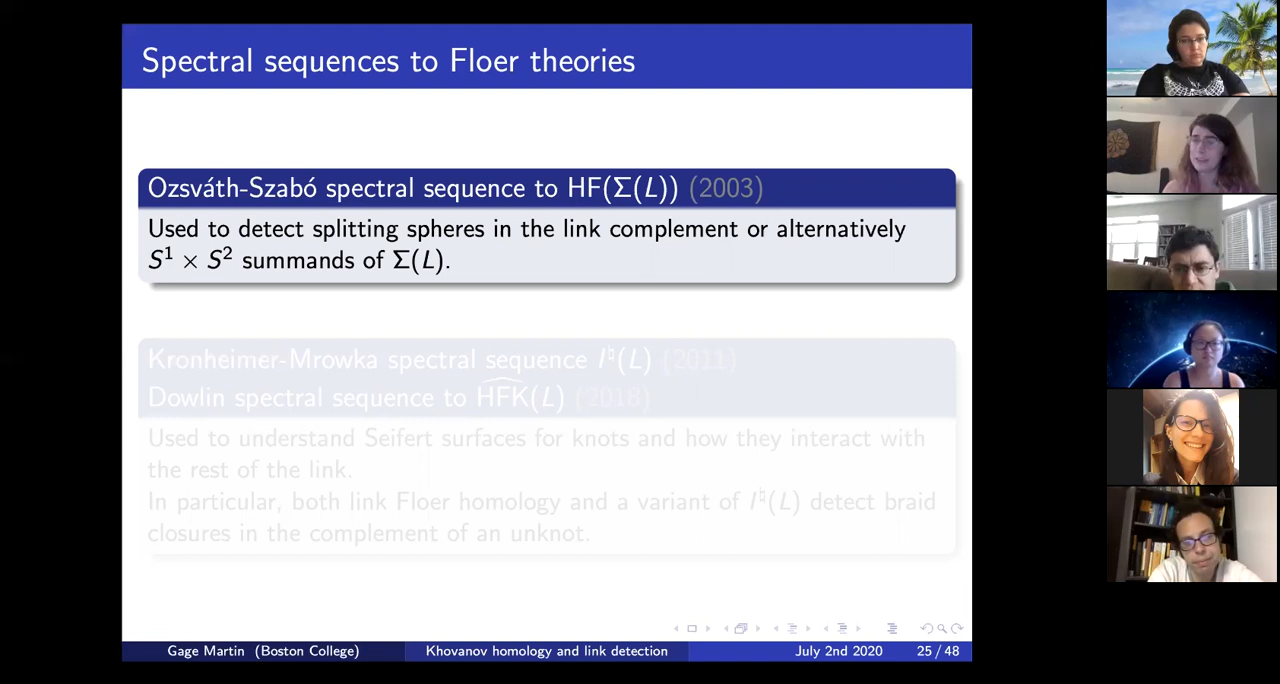 Spectral sequences to Floer theories
Ozsváth-Szabó spectral sequence to HF(Σ(L)) (2003)
Used to detect splitting spheres in the link complement or alternatively
S¹ × S² summands of Σ(L).
Kronheimer-Mrowka spectral sequence I♮(L) (2011)
Dowlin spectral sequence to \widehat{HFK}(L) (2018)
Used to understand Seifert surfaces for knots and how they interact with
the rest of the link.
In particular, both link Floer homology and a variant of I♮(L) detect braid
closures in the complement of an unknot.
Gage Martin (Boston College) Khovanov homology and link detection July 2nd 2020 25 / 48